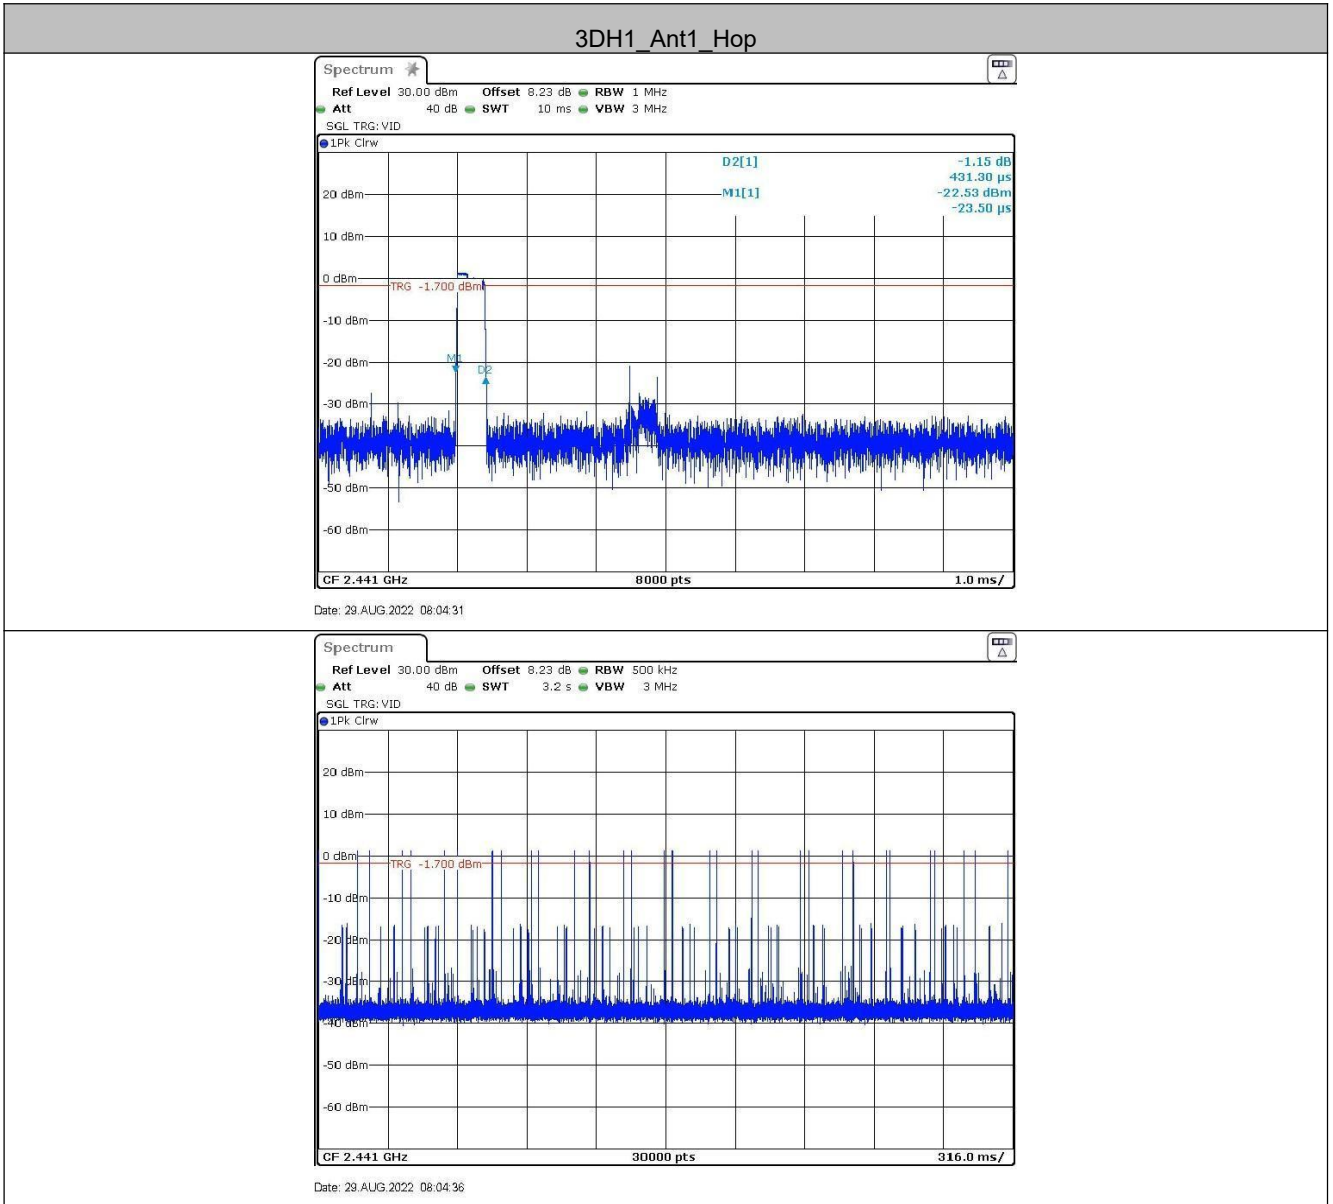 3DH1_Ant1_Hop
Spectrum
Ref Level 30.00 dBm Offset 8.23 dB RBW 1 MHz
Att 40 dB SWT 10 ms VBW 3 MHz
SGL TRG: VID
1Pk Clrw
D2[1] -1.15 dB
431.30 µs
20 dBm M1[1] -22.53 dBm
-23.50 µs
10 dBm
0 dBm
TRG -1.700 dBm
-10 dBm
M1
-20 dBm
D2
-30 dBm
-50 dBm
-60 dBm
CF 2.441 GHz 8000 pts 1.0 ms/
Date: 29.AUG.2022 08:04:31
Spectrum
Ref Level 30.00 dBm Offset 8.23 dB RBW 500 kHz
Att 40 dB SWT 3.2 s VBW 3 MHz
SGL TRG: VID
1Pk Clrw
20 dBm
10 dBm
0 dBm
TRG -1.700 dBm
-10 dBm
-20 dBm
-30 dBm
-40 dBm
-50 dBm
-60 dBm
CF 2.441 GHz 30000 pts 316.0 ms/
Date: 29.AUG.2022 08:04:36